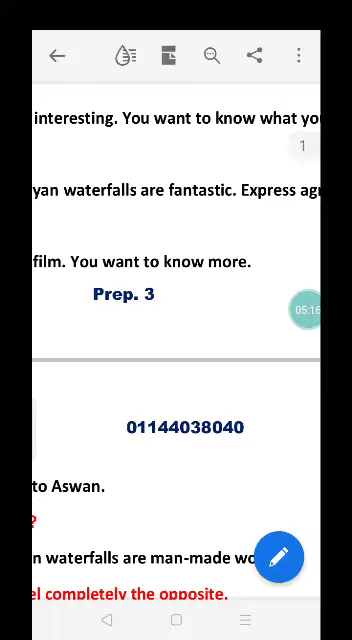 interesting. You want to know what you
1
yan waterfalls are fantastic. Express agr
film. You want to know more.
Prep. 3
05:16
01144038040
to Aswan.
?
n waterfalls are man-made wo
el completely the opposite.